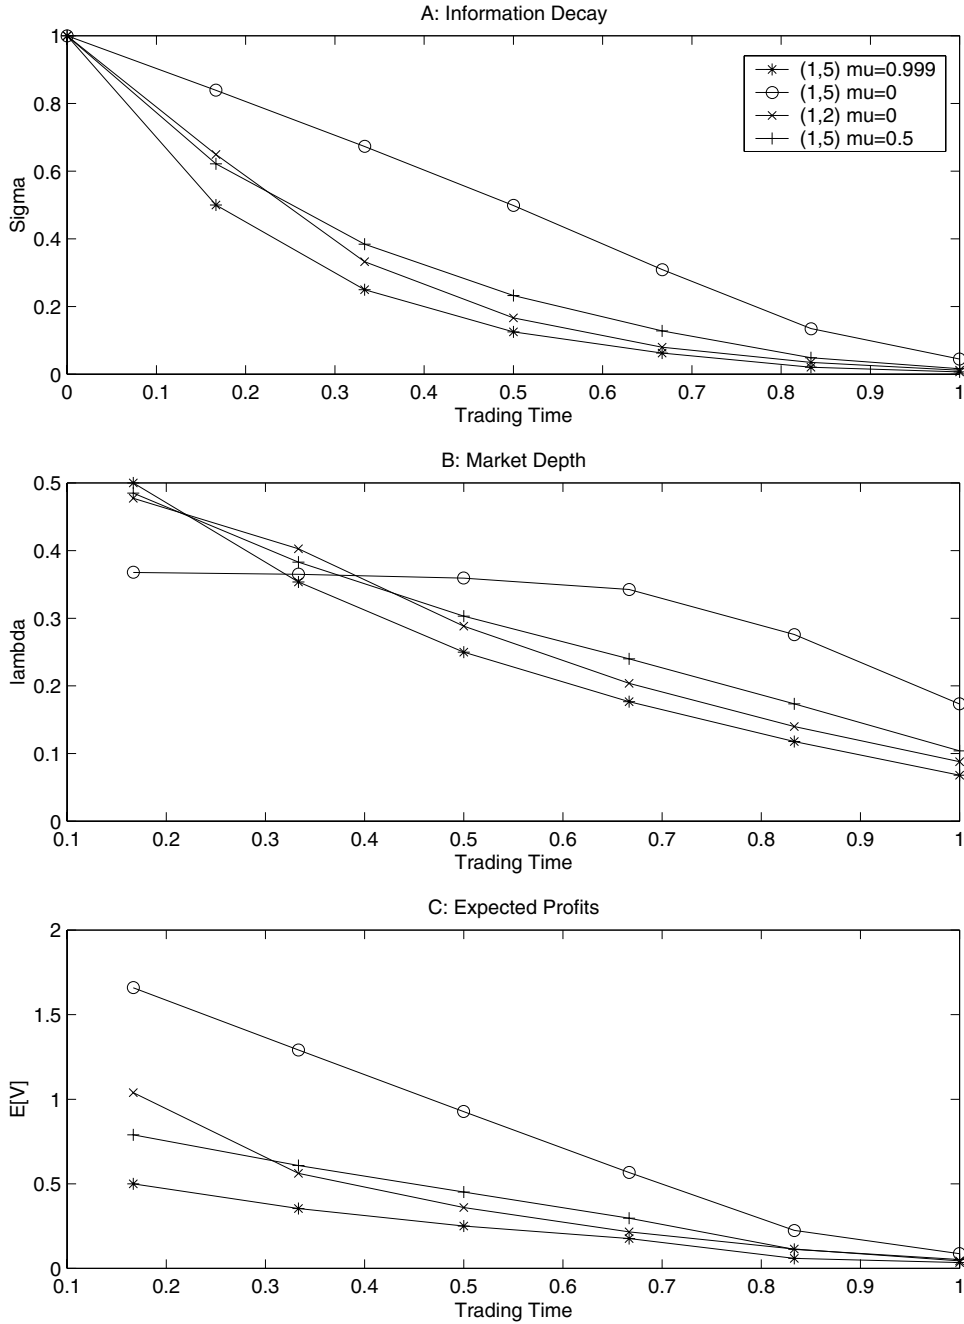 A: Information Decay
1
0.8
0.6
0.4
0.2
0
Sigma
(1,5) mu=0.999
(1,5) mu=0
(1,2) mu=0
(1,5) mu=0.5
0 0.1 0.2 0.3 0.4 0.5 0.6 0.7 0.8 0.9 1
Trading Time
B: Market Depth
0.5
0.4
0.3
0.2
0.1
0
lambda
0.1 0.2 0.3 0.4 0.5 0.6 0.7 0.8 0.9 1
Trading Time
C: Expected Profits
2
1.5
1
0.5
0
E[V]
0.1 0.2 0.3 0.4 0.5 0.6 0.7 0.8 0.9 1
Trading Time